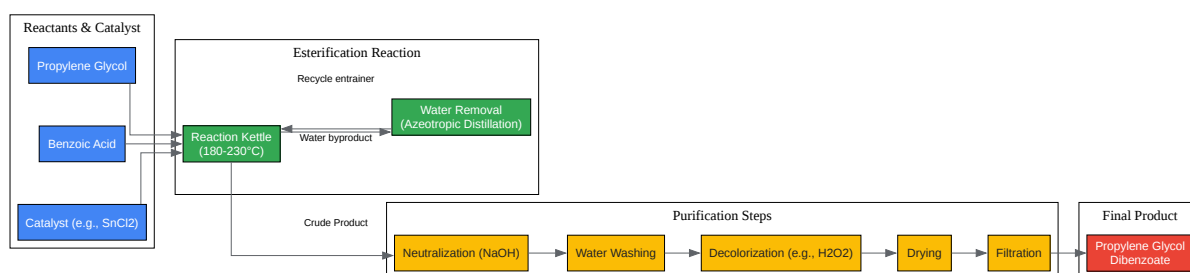 Reactants & Catalyst
Propylene Glycol
Benzoic Acid
Catalyst (e.g., SnCl2)
Esterification Reaction
Recycle entrainer
Water Removal
(Azeotropic Distillation)
Reaction Kettle
(180-230°C)
Water byproduct
Crude Product
Purification Steps
Neutralization (NaOH)
Water Washing
Decolorization (e.g., H2O2)
Drying
Filtration
Final Product
Propylene Glycol
Dibenzoate